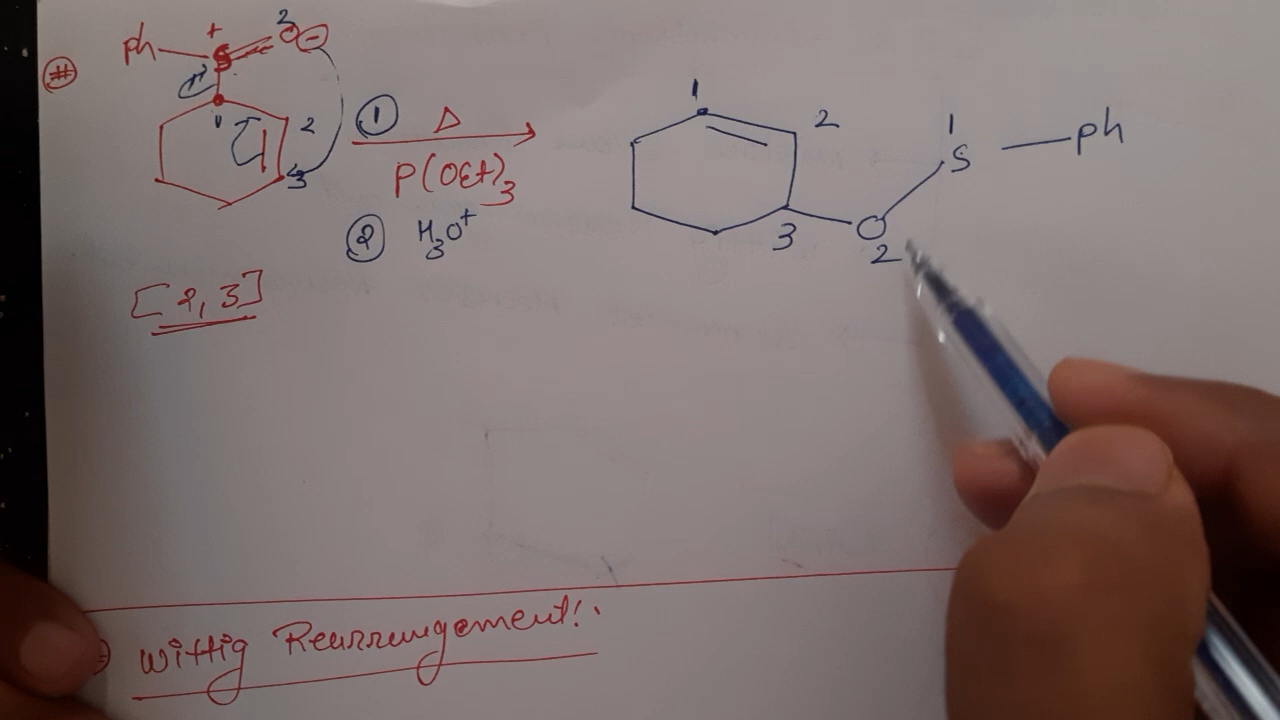 Ph S+ 2 O-
1 2 3
① Δ
P(OEt)3
② H3O+
[2,3]
1 2 3
O 2
1 S Ph
Wittig Rearrangement!.